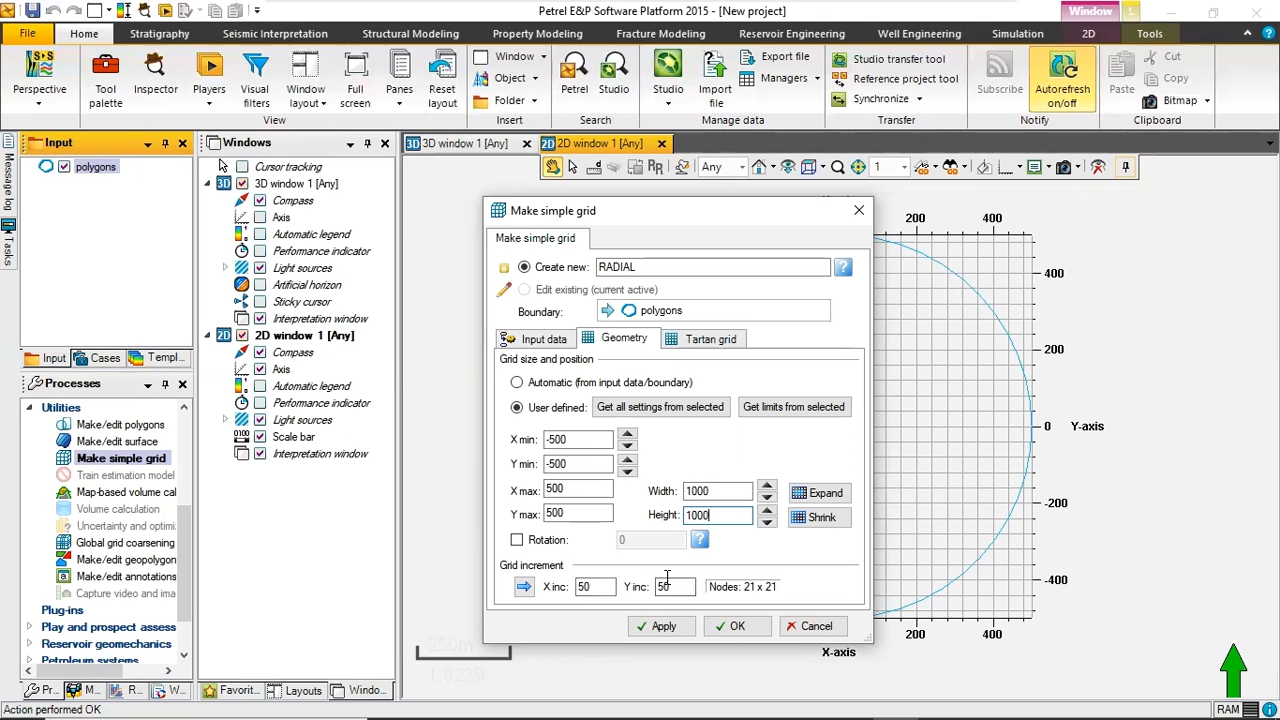 Petrel E&P Software Platform 2015 - [New project]
Window
L
File
Home
Stratigraphy
Seismic Interpretation
Structural Modeling
Property Modeling
Fracture Modeling
Reservoir Engineering
Well Engineering
Simulation
2D
Tools
Perspective
Tool palette
Inspector
Players
Visual filters
Window layout
Full screen
Panes
Reset layout
View
Window
Object
Folder
Insert
Petrel
Studio
Search
Studio
Import file
Export file
Managers
Manage data
Studio transfer tool
Reference project tool
Synchronize
Transfer
Subscribe
Autorefresh on/off
Notify
Paste
Cut
Copy
Bitmap
Clipboard
Message log
Tasks
Input
polygons
Input
Cases
Templ...
Processes
Utilities
Make/edit polygons
Make/edit surface
Make simple grid
Train estimation model
Map-based volume cal
Volume calculation
Uncertainty and optimi
Global grid coarsening
Make/edit geopolygon
Make/edit annotations
Capture video and ima
Plug-ins
Play and prospect assess
Reservoir geomechanics
Petroleum systems
Pr...
M...
R...
W...
Windows
Cursor tracking
3D
3D window 1 [Any]
Compass
Axis
Automatic legend
Performance indicator
Light sources
Artificial horizon
Sticky cursor
Interpretation window
2D
2D window 1 [Any]
Compass
Axis
Automatic legend
Performance indicator
Light sources
Scale bar
Interpretation window
Favorit...
Layouts
Windo...
3D
3D window 1 [Any]
2D
2D window 1 [Any]
Any
1
Make simple grid
Make simple grid
Create new:
RADIAL
Edit existing (current active)
Boundary:
polygons
Input data
Geometry
Tartan grid
Grid size and position
Automatic (from input data/boundary)
User defined:
Get all settings from selected
Get limits from selected
X min:
-500
Y min:
-500
X max:
500
Width:
1000
Expand
Y max:
500
Height:
1000
Shrink
Rotation:
0
Grid increment
X inc:
50
Y inc:
50
Nodes: 21 x 21
Apply
OK
Cancel
200
400
400
200
0
Y-axis
-200
-400
200
400
X-axis
1:9239
Action performed OK
RAM